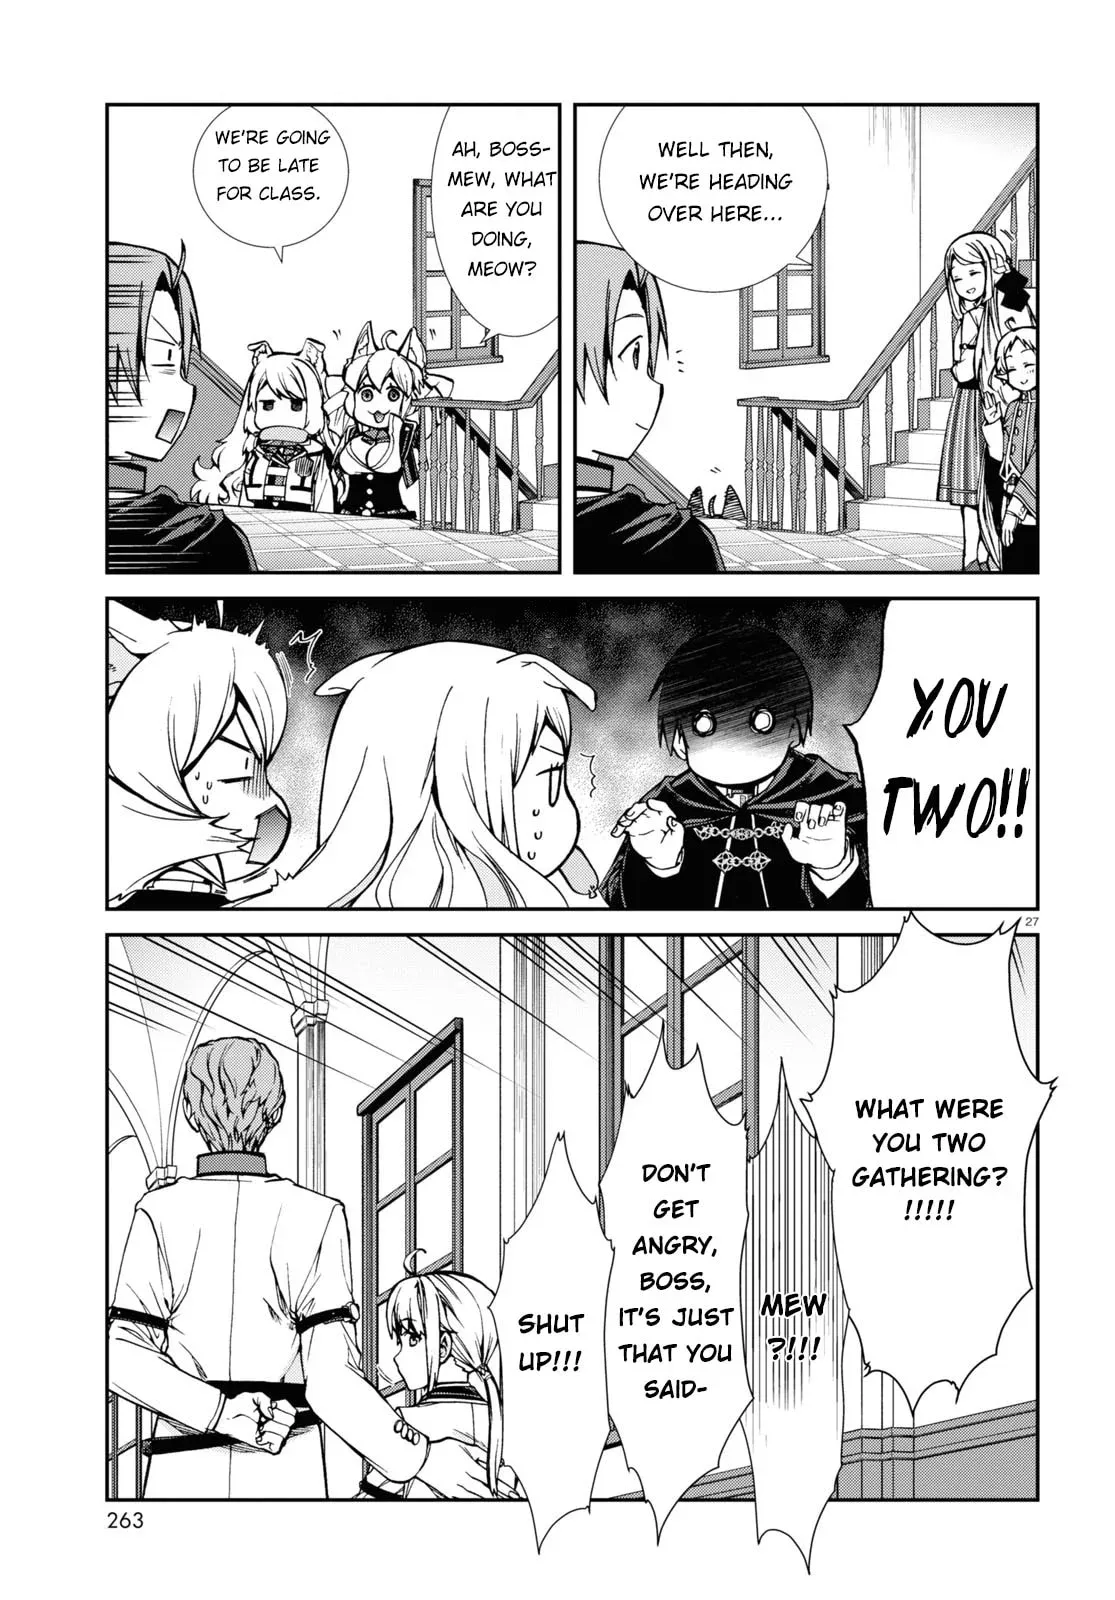 WELL THEN,
WE'RE HEADING
OVER HERE...
AH, BOSS-
MEW, WHAT
ARE YOU
DOING,
MEOW?
WE'RE GOING
TO BE LATE
FOR CLASS.
YOU
TWO!!
27
WHAT WERE
YOU TWO
GATHERING?
!!!!!
MEW
?!!!
DON'T
GET
ANGRY,
BOSS,
IT'S JUST
THAT YOU
SAID-
SHUT
UP!!!
263